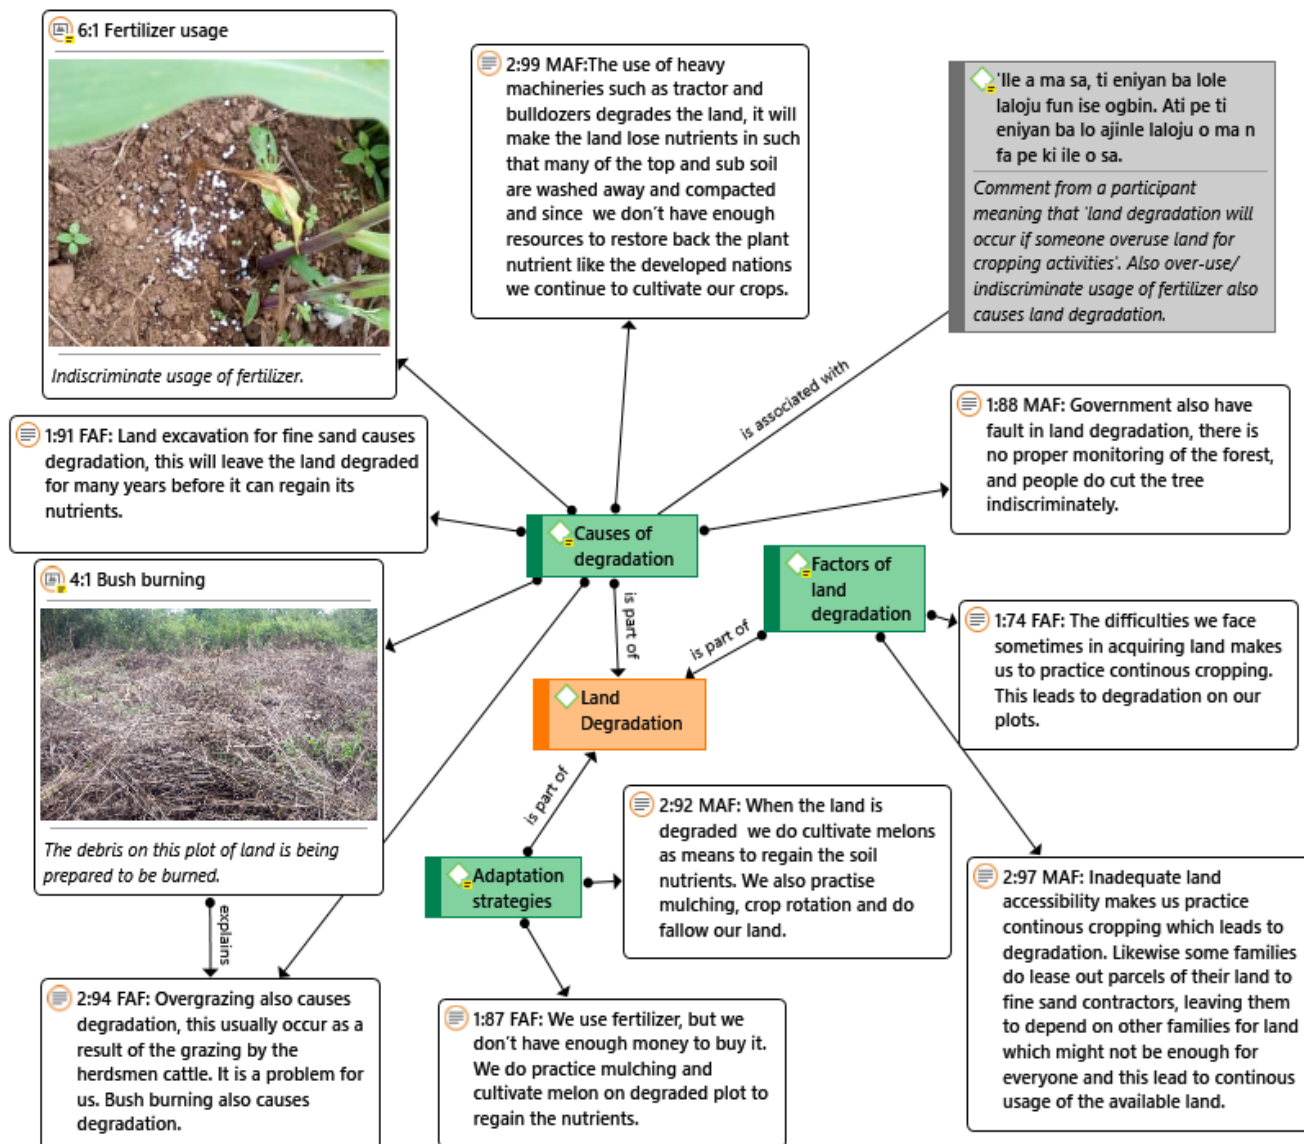 6:1 Fertilizer usage
Indiscriminate usage of fertilizer.
2:99 MAF:The use of heavy
machineries such as tractor and
bulldozers degrades the land, it will
make the land lose nutrients in such
that many of the top and sub soil
are washed away and compacted
and since we don´t have enough
resources to restore back the plant
nutrient like the developed nations
we continue to cultivate our crops.
'Ile a ma sa, ti eniyan ba lole
laloju fun ise ogbin. Ati pe ti
eniyan ba lo ajinle laloju o ma n
fa pe ki ile o sa.
Comment from a participant
meaning that 'land degradation will
occur if someone overuse land for
cropping activities'. Also over-use/
indiscriminate usage of fertilizer also
causes land degradation.
is associated with
1:91 FAF: Land excavation for fine sand causes
degradation, this will leave the land degraded
for many years before it can regain its
nutrients.
1:88 MAF: Government also have
fault in land degradation, there is
no proper monitoring of the forest,
and people do cut the tree
indiscriminately.
Causes of
degradation
Factors of
land
degradation
4:1 Bush burning
The debris on this plot of land is being
prepared to be burned.
is part of
is part of
1:74 FAF: The difficulties we face
sometimes in acquiring land makes
us to practice continous cropping.
This leads to degradation on our
plots.
Land
Degradation
is part of
2:92 MAF: When the land is
degraded we do cultivate melons
as means to regain the soil
nutrients. We also practise
mulching, crop rotation and do
fallow our land.
Adaptation
strategies
explains
2:97 MAF: Inadequate land
accessibility makes us practice
continous cropping which leads to
degradation. Likewise some families
do lease out parcels of their land to
fine sand contractors, leaving them
to depend on other families for land
which might not be enough for
everyone and this lead to continous
usage of the available land.
2:94 FAF: Overgrazing also causes
degradation, this usually occur as a
result of the grazing by the
herdsmen cattle. It is a problem for
us. Bush burning also causes
degradation.
1:87 FAF: We use fertilizer, but we
don´t have enough money to buy it.
We do practice mulching and
cultivate melon on degraded plot to
regain the nutrients.